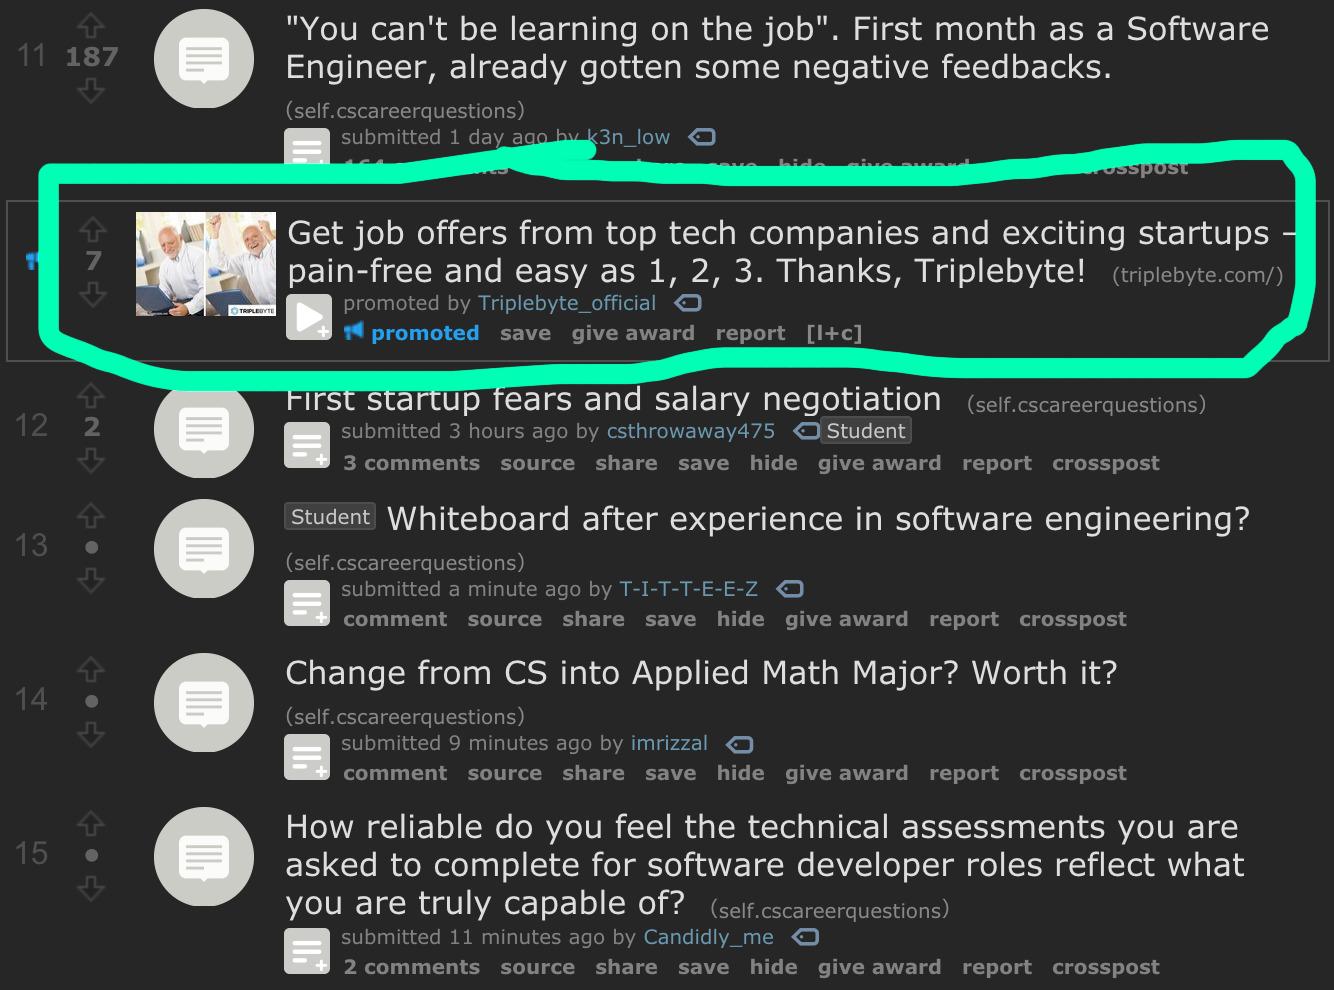 11
187
"You can't be learning on the job". First month as a Software
Engineer, already gotten some negative feedbacks.
(self.cscareerquestions)
submitted 1 day ago by k3n_low
save hide give award
crosspost
7
Get job offers from top tech companies and exciting startups –
pain-free and easy as 1, 2, 3. Thanks, Triplebyte! (triplebyte.com/)
TRIPLEBYTE
promoted by Triplebyte_official
promoted save give award report [l+c]
12
2
First startup fears and salary negotiation (self.cscareerquestions)
submitted 3 hours ago by csthrowaway475 Student
3 comments source share save hide give award report crosspost
13
Student Whiteboard after experience in software engineering?
(self.cscareerquestions)
submitted a minute ago by T-I-T-T-E-E-Z
comment source share save hide give award report crosspost
14
Change from CS into Applied Math Major? Worth it?
(self.cscareerquestions)
submitted 9 minutes ago by imrizzal
comment source share save hide give award report crosspost
15
How reliable do you feel the technical assessments you are
asked to complete for software developer roles reflect what
you are truly capable of? (self.cscareerquestions)
submitted 11 minutes ago by Candidly_me
2 comments source share save hide give award report crosspost